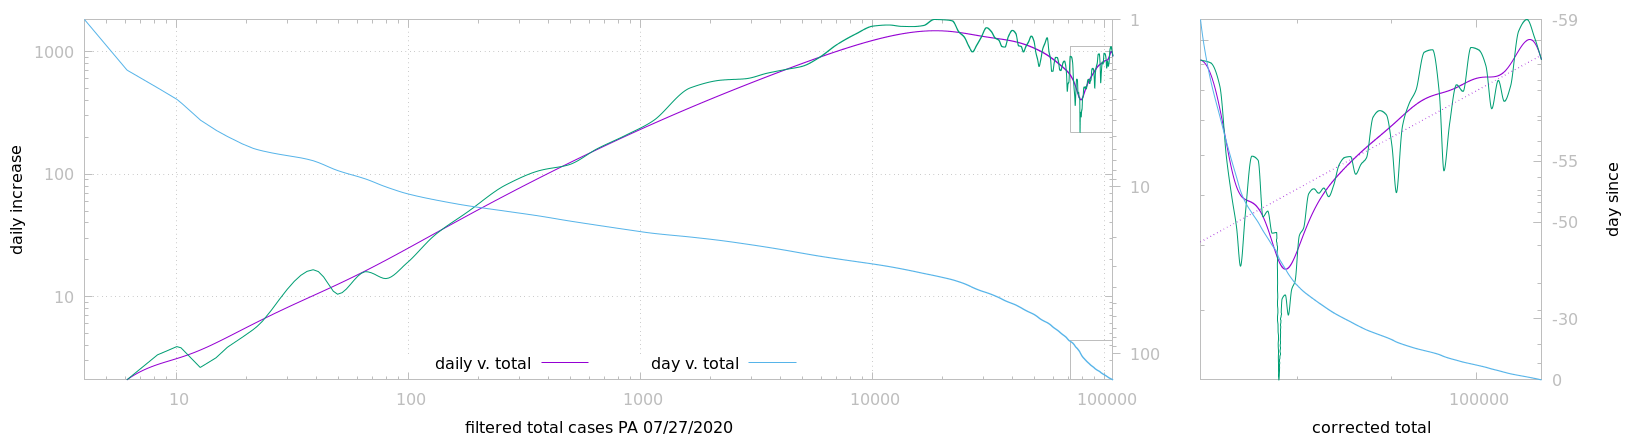 1
-59
1000
daily increase
100
10
-55
-50
day since
10
-30
daily v. total
day v. total
100
0
10
100
1000
10000
100000
100000
filtered total cases PA 07/27/2020
corrected total